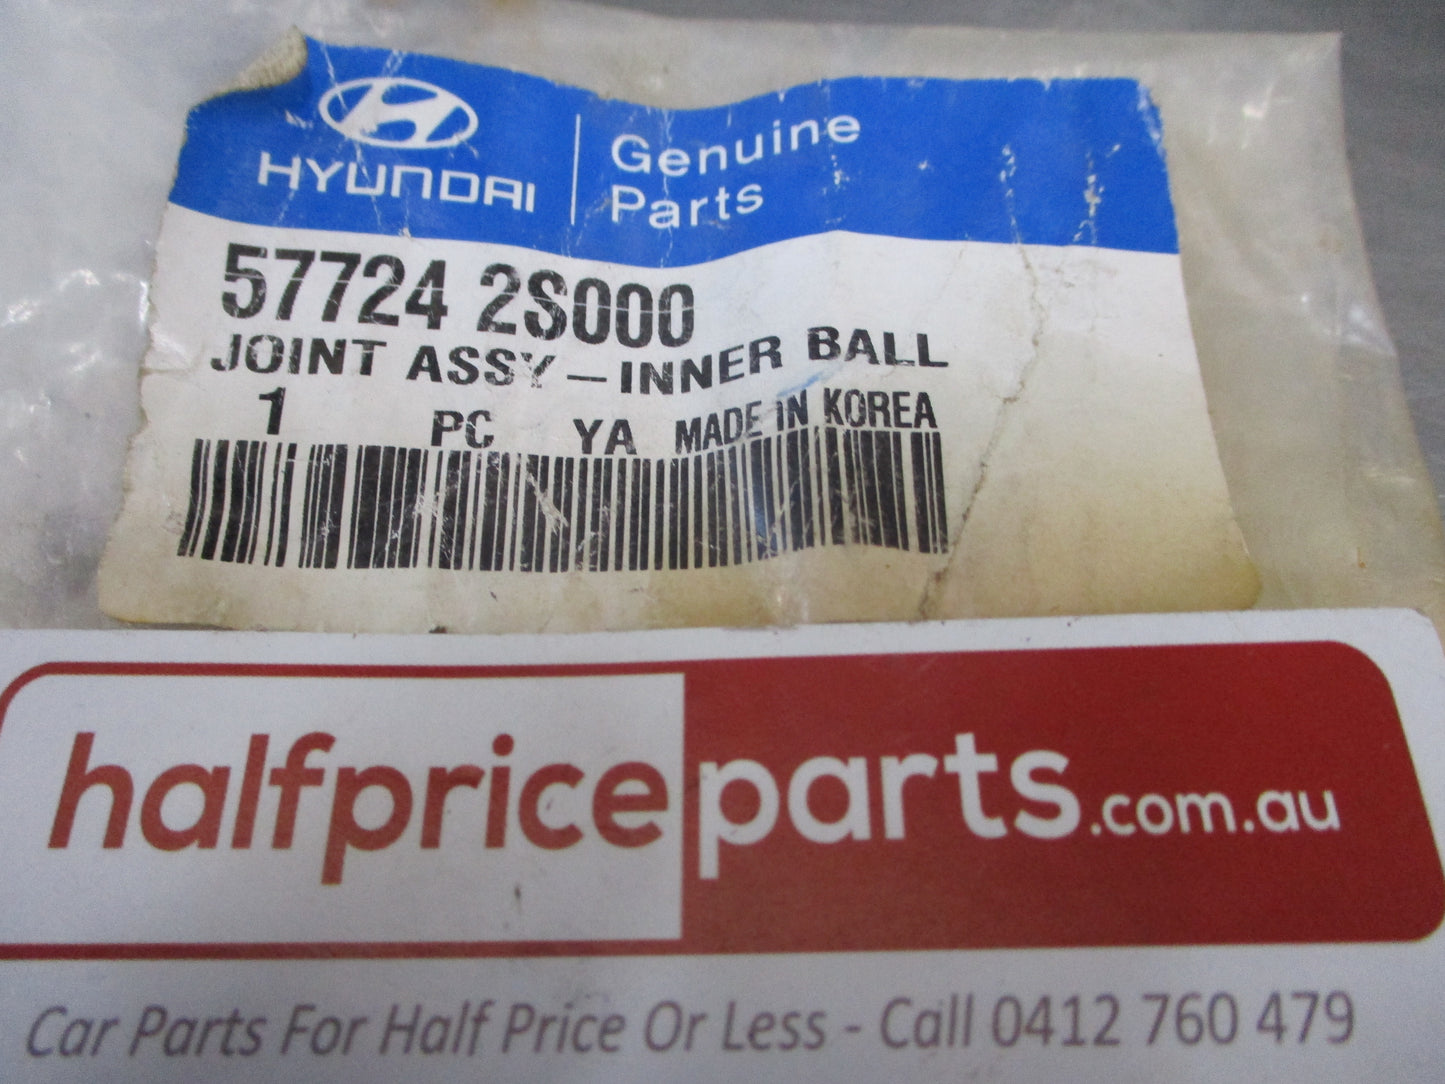 HYUNDAI
Genuine
Parts
57724 2S000
JOINT ASSY-INNER BALL
1 PC YA MADE IN KOREA
halfpriceparts.com.au
Car Parts For Half Price Or Less - Call 0412 760 479